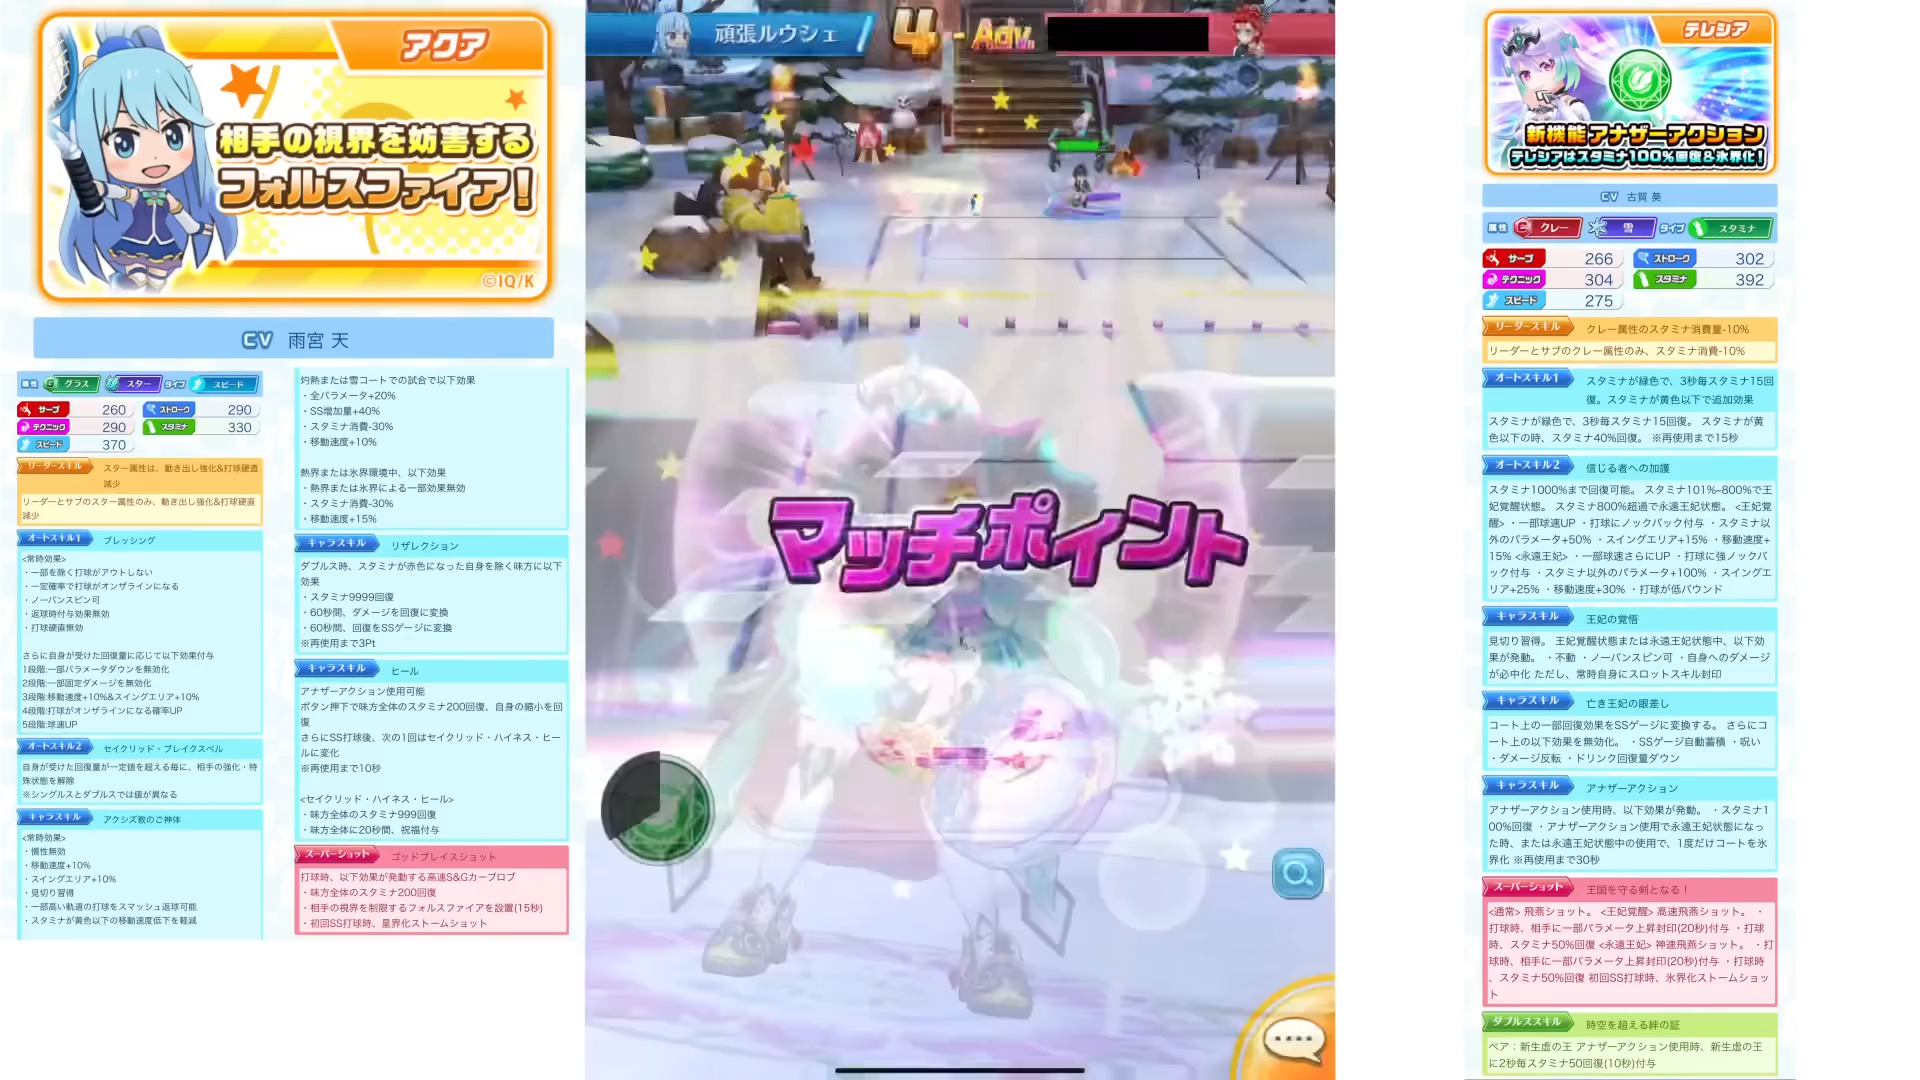 アクア
相手の視界を妨害する
フォルスファイア！
©IQ/K
CV 雨宮 天
属性 グラス スター タイプ スピード
サーブ 260 ストローク 290
テクニック 290 スタミナ 330
スピード 370
リーダースキル スター属性は、動き出し強化&打球硬直
減少
リーダーとサブのスター属性のみ、動き出し強化&打球硬直
減少
オートスキル1 ブレッシング
<常時効果>
・一部を除く打球がアウトしない
・一定確率で打球がオンザラインになる
・ノーバンスピン可
・返球時付与効果無効
・打球硬直無効
さらに自身が受けた回復量に応じて以下効果付与
1段階:一部パラメータダウンを無効化
2段階:一部固定ダメージを無効化
3段階:移動速度+10%&スイングエリア+10%
4段階:打球がオンザラインになる確率UP
5段階:球速UP
オートスキル2 セイクリッド・ブレイクスペル
自身が受けた回復量が一定値を超える毎に、相手の強化・特
殊状態を解除
※シングルスとダブルスでは値が異なる
キャラスキル アクシズ教のご神体
<常時効果>
・慣性無効
・移動速度+10%
・スイングエリア+10%
・見切り習得
・一部高い軌道の打球をスマッシュ返球可能
・スタミナが黄色以下の移動速度低下を軽減
灼熱または雪コートでの試合で以下効果
・全パラメータ+20%
・SS増加量+40%
・スタミナ消費-30%
・移動速度+10%
熱界または氷界環境中、以下効果
・熱界または氷界による一部効果無効
・スタミナ消費-30%
・移動速度+15%
キャラスキル リザレクション
ダブルス時、スタミナが赤色になった自身を除く味方に以下
効果
・スタミナ9999回復
・60秒間、ダメージを回復に変換
・60秒間、回復をSSゲージに変換
※再使用まで3Pt
キャラスキル ヒール
アナザーアクション使用可能
ボタン押下で味方全体のスタミナ200回復、自身の縮小を回
復
さらにSS打球後、次の1回はセイクリッド・ハイネス・ヒー
ルに変化
※再使用まで10秒
<セイクリッド・ハイネス・ヒール>
・味方全体のスタミナ999回復
・味方全体に20秒間、祝福付与
スーパーショット ゴッドブレイスショット
打球時、以下効果が発動する高速S&Gカーブロブ
・味方全体のスタミナ200回復
・相手の視界を制限するフォルスファイアを設置(15秒)
・初回SS打球時、星界化ストームショット
頑張ルウシェ 4 - Adv.
マッチポイント
テレシア
新機能アナザーアクション
テレシアはスタミナ100%回復&氷界化！
CV 古賀 葵
属性 クレー 雪 タイプ スタミナ
サーブ 266 ストローク 302
テクニック 304 スタミナ 392
スピード 275
リーダースキル クレー属性のスタミナ消費量-10%
リーダーとサブのクレー属性のみ、スタミナ消費-10%
オートスキル1 スタミナが緑色で、3秒毎スタミナ15回
復。スタミナが黄色以下で追加効果
スタミナが緑色で、3秒毎スタミナ15回復。 スタミナが黄
色以下の時、スタミナ40%回復。 ※再使用まで15秒
オートスキル2 信じる者への加護
スタミナ1000%まで回復可能。 スタミナ101%~800%で王
妃覚醒状態。 スタミナ800%超過で永遠王妃状態。 <王妃覚
醒> ・一部球速UP ・打球にノックバック付与 ・スタミナ以
外のパラメータ+50% ・スイングエリア+15% ・移動速度+
15% <永遠王妃> ・一部球速さらにUP ・打球に強ノックバ
ック付与 ・スタミナ以外のパラメータ+100% ・スイングエ
リア+25% ・移動速度+30% ・打球が低バウンド
キャラスキル 王妃の覚悟
見切り習得。 王妃覚醒状態または永遠王妃状態中、以下効
果が発動。 ・不動 ・ノーバンスピン可 ・自身へのダメージ
が必中化 ただし、常時自身にスロットスキル封印
キャラスキル 亡き王妃の眼差し
コート上の一部回復効果をSSゲージに変換する。 さらにコ
ート上の以下効果を無効化。 ・SSゲージ自動蓄積 ・呪い
・ダメージ反転 ・ドリンク回復量ダウン
キャラスキル アナザーアクション
アナザーアクション使用時、以下効果が発動。 ・スタミナ1
00%回復 ・アナザーアクション使用で永遠王妃状態になっ
た時、または永遠王妃状態中の使用で、1度だけコートを氷
界化 ※再使用まで30秒
スーパーショット 王国を守る剣となる！
<通常> 飛燕ショット。 <王妃覚醒> 高速飛燕ショット。 ・
打球時、相手に一部パラメータ上昇封印(20秒)付与 ・打球
時、スタミナ50%回復 <永遠王妃> 神速飛燕ショット。 ・打
球時、相手に一部パラメータ上昇封印(20秒)付与 ・打球時
、スタミナ50%回復 初回SS打球時、氷界化ストームショッ
ト
ダブルススキル 時空を超える絆の証
ペア：新生虚の王 アナザーアクション使用時、新生虚の王
に2秒毎スタミナ50回復(10秒)付与